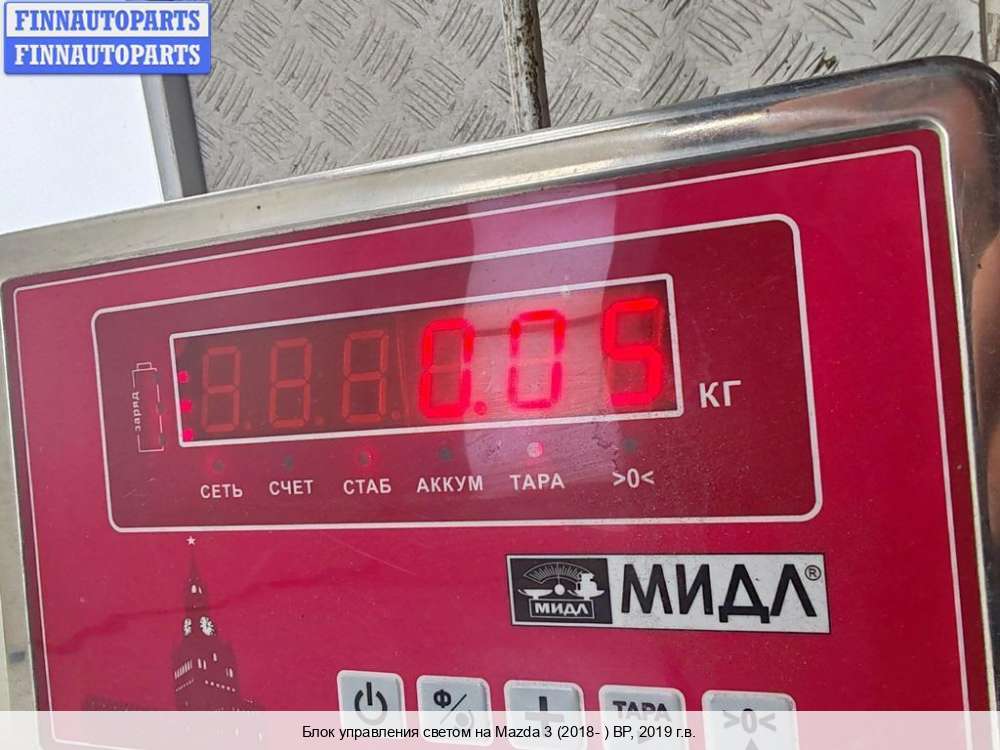 FINNAUTOPARTS
FINNAUTOPARTS
заряд
0.05
КГ
СЕТЬ СЧЕТ СТАБ АККУМ ТАРА >0<
МИДЛ
МИДЛ®
Ф/
+
ТАРА
>0<
Блок управления светом на Mazda 3 (2018- ) BP, 2019 г.в.